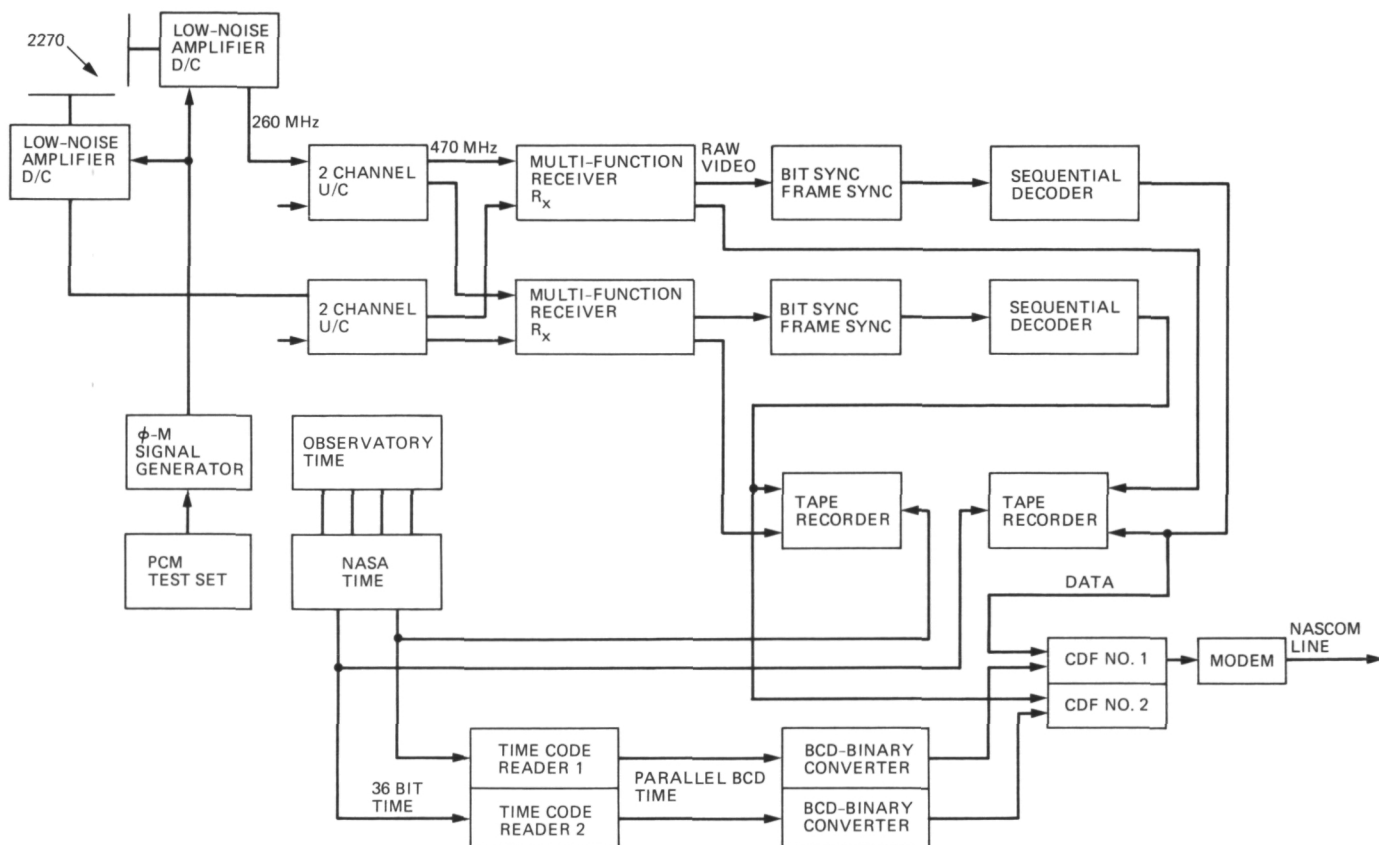 LOW-NOISE
AMPLIFIER
D/C
2270
LOW-NOISE
AMPLIFIER
D/C
260 MHz
2 CHANNEL
U/C
470 MHz
MULTI-FUNCTION
RECEIVER
Rx
RAW
VIDEO
BIT SYNC
FRAME SYNC
SEQUENTIAL
DECODER
2 CHANNEL
U/C
MULTI-FUNCTION
RECEIVER
Rx
BIT SYNC
FRAME SYNC
SEQUENTIAL
DECODER
ϕ-M
SIGNAL
GENERATOR
OBSERVATORY
TIME
TAPE
RECORDER
TAPE
RECORDER
PCM
TEST SET
NASA
TIME
DATA
CDF NO. 1
MODEM
NASCOM
LINE
CDF NO. 2
TIME CODE
READER 1
BCD-BINARY
CONVERTER
36 BIT
TIME
PARALLEL BCD
TIME
TIME CODE
READER 2
BCD-BINARY
CONVERTER